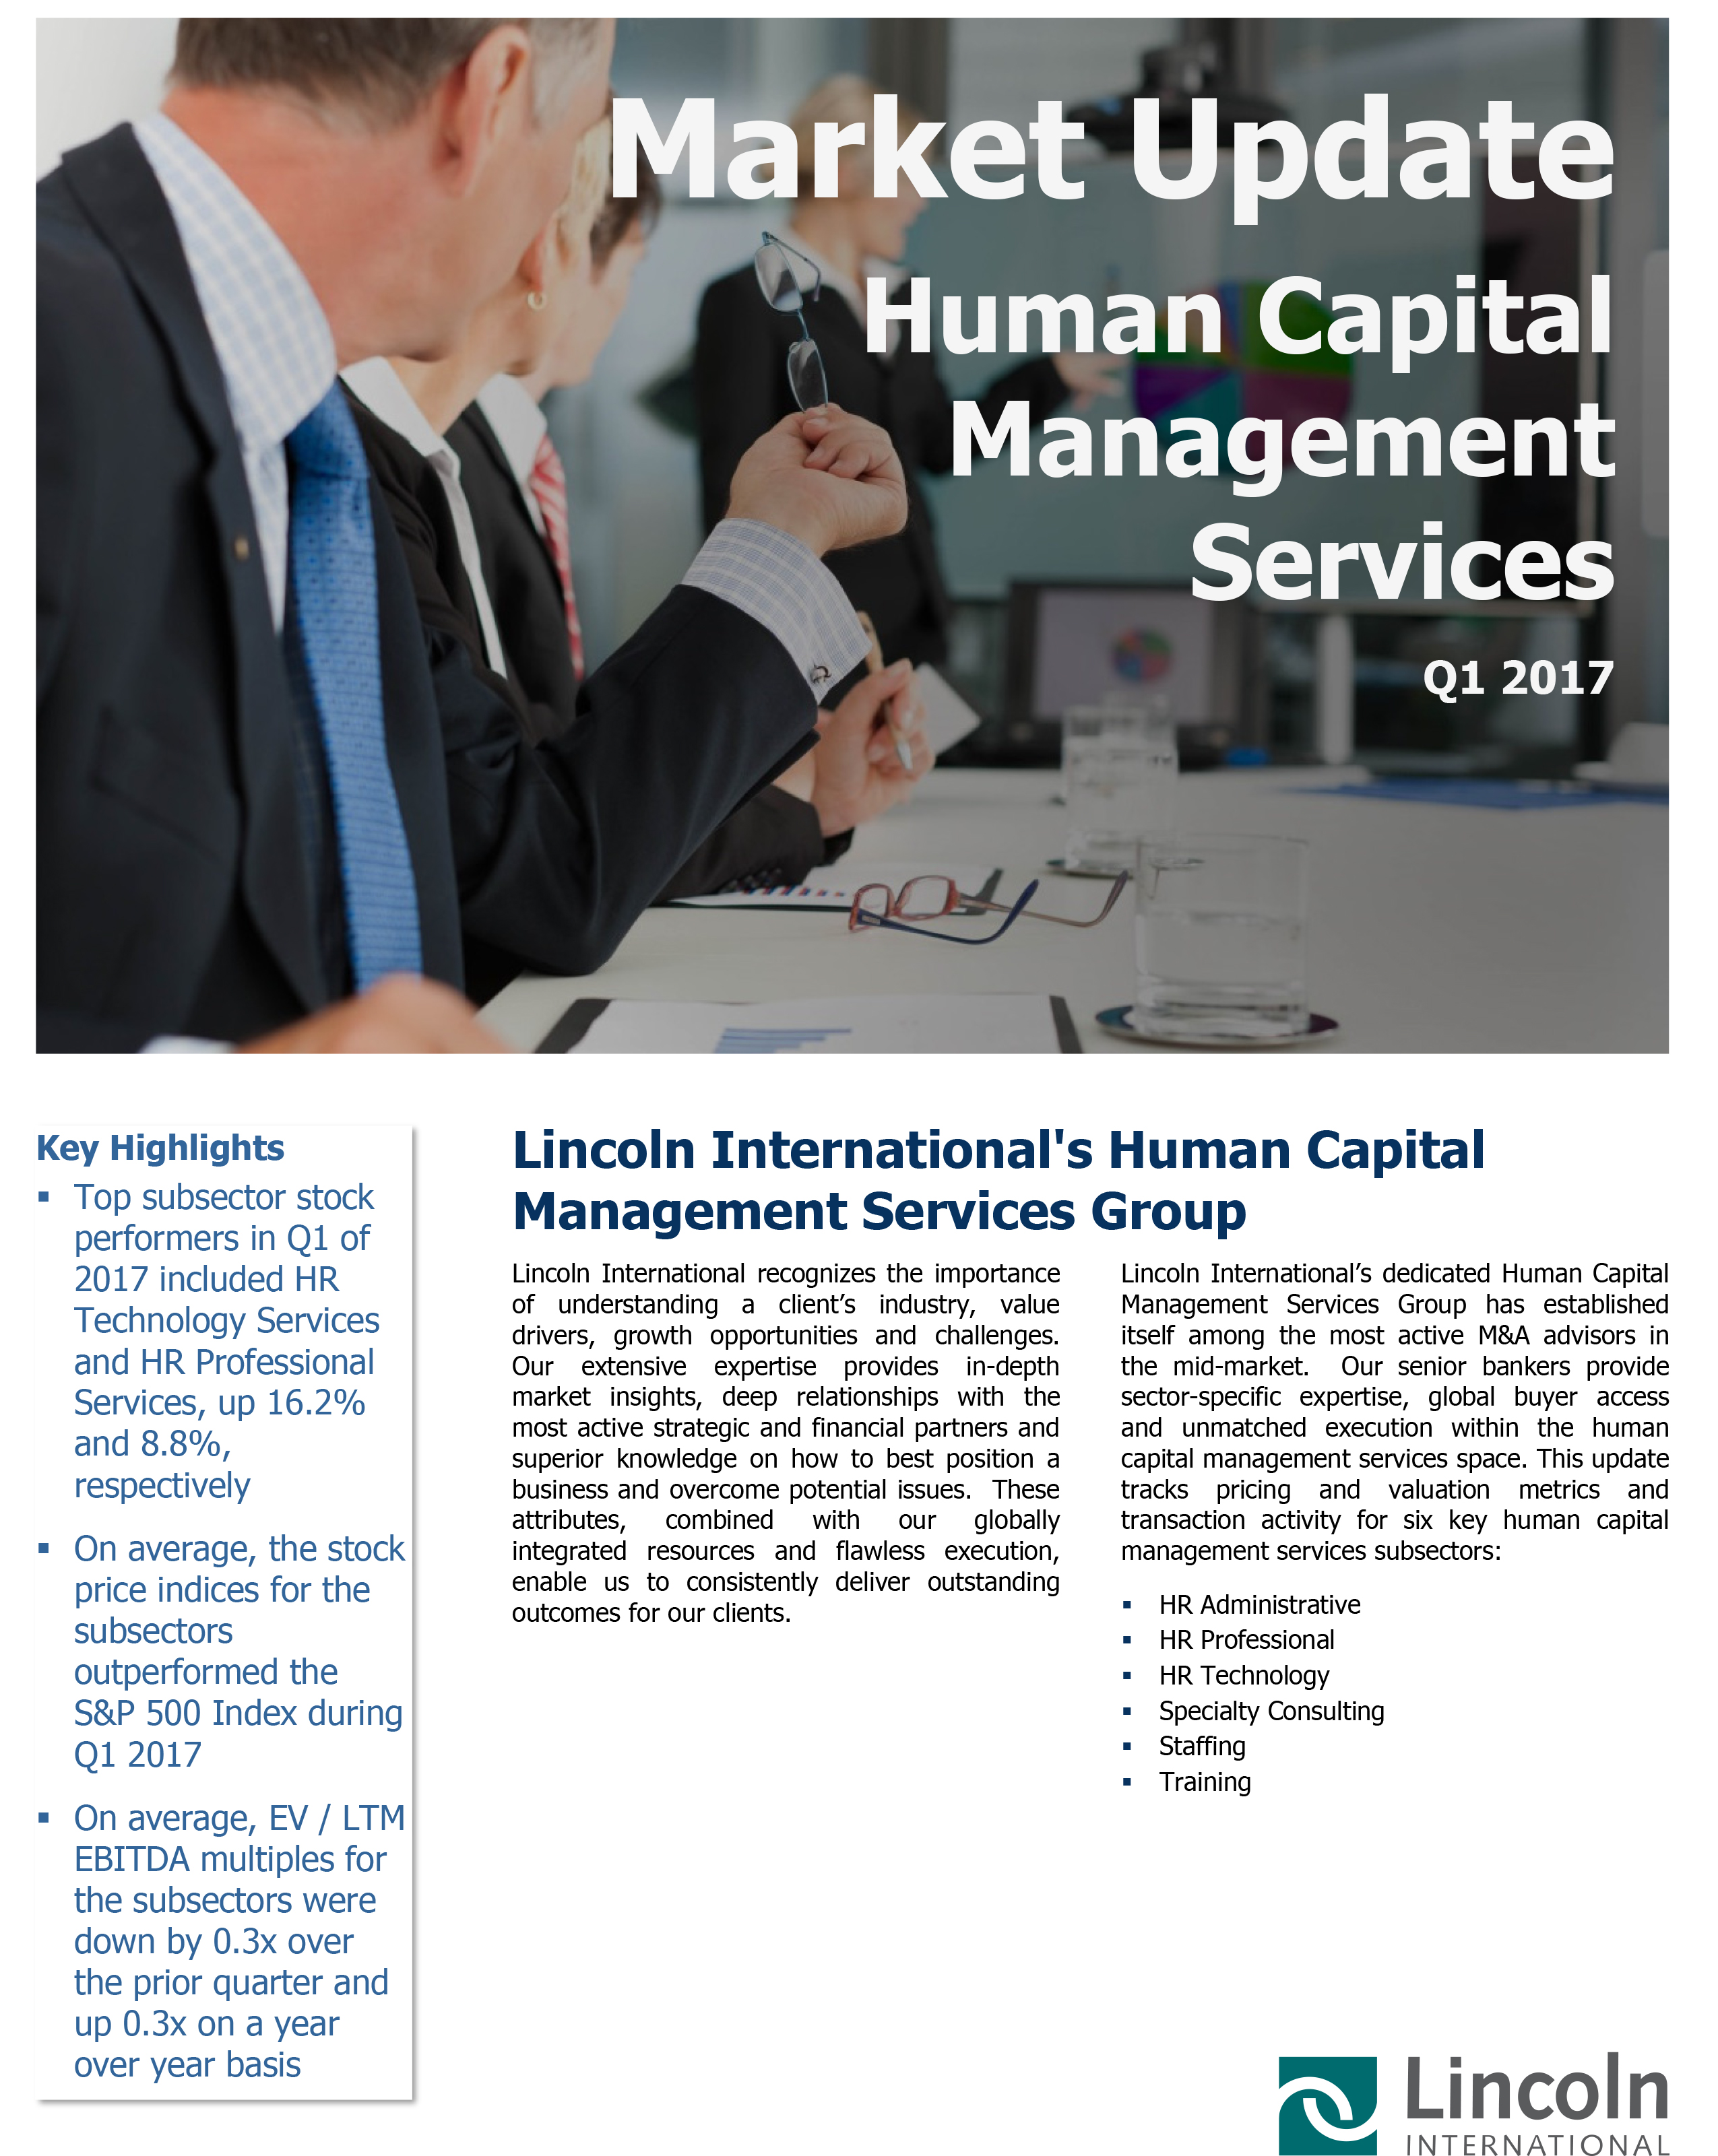 Market Update
Human Capital
Management
Services
Q1 2017
Key Highlights
▪ Top subsector stock
performers in Q1 of
2017 included HR
Technology Services
and HR Professional
Services, up 16.2%
and 8.8%,
respectively
▪ On average, the stock
price indices for the
subsectors
outperformed the
S&P 500 Index during
Q1 2017
▪ On average, EV / LTM
EBITDA multiples for
the subsectors were
down by 0.3x over
the prior quarter and
up 0.3x on a year
over year basis
Lincoln International's Human Capital
Management Services Group
Lincoln International recognizes the importance
of understanding a client’s industry, value
drivers, growth opportunities and challenges.
Our extensive expertise provides in-depth
market insights, deep relationships with the
most active strategic and financial partners and
superior knowledge on how to best position a
business and overcome potential issues. These
attributes, combined with our globally
integrated resources and flawless execution,
enable us to consistently deliver outstanding
outcomes for our clients.
Lincoln International’s dedicated Human Capital
Management Services Group has established
itself among the most active M&A advisors in
the mid-market. Our senior bankers provide
sector-specific expertise, global buyer access
and unmatched execution within the human
capital management services space. This update
tracks pricing and valuation metrics and
transaction activity for six key human capital
management services subsectors:
▪ HR Administrative
▪ HR Professional
▪ HR Technology
▪ Specialty Consulting
▪ Staffing
▪ Training
Lincoln
INTERNATIONAL